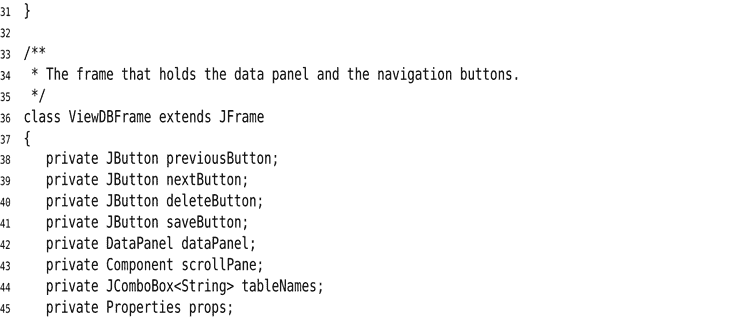 31 }
32
33 /**
34  * The frame that holds the data panel and the navigation buttons.
35  */
36 class ViewDBFrame extends JFrame
37 {
38    private JButton previousButton;
39    private JButton nextButton;
40    private JButton deleteButton;
41    private JButton saveButton;
42    private DataPanel dataPanel;
43    private Component scrollPane;
44    private JComboBox<String> tableNames;
45    private Properties props;